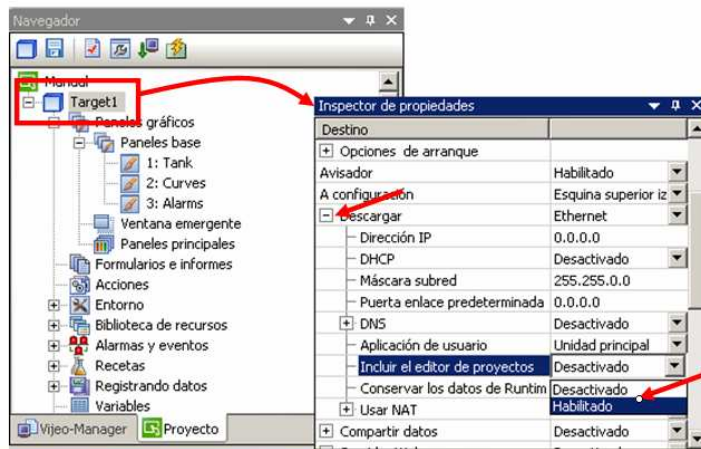 Navegador
Manual
Target1
Paneles gráficos
Paneles base
1: Tank
2: Curves
3: Alarms
Ventana emergente
Paneles principales
Formularios e informes
Acciones
Entorno
Biblioteca de recursos
Alarmas y eventos
Recetas
Registrando datos
Variables
Vijeo-Manager Proyecto
Inspector de propiedades
Destino
Opciones de arranque
Avisador Habilitado
A configuración Esquina superior iz
Descargar Ethernet
Dirección IP 0.0.0.0
DHCP Desactivado
Máscara subred 255.255.0.0
Puerta enlace predeterminada 0.0.0.0
DNS Desactivado
Aplicación de usuario Unidad principal
Incluir el editor de proyectos Desactivado
Conservar los datos de Runtim Desactivado
Usar NAT Habilitado
Compartir datos Desactivado